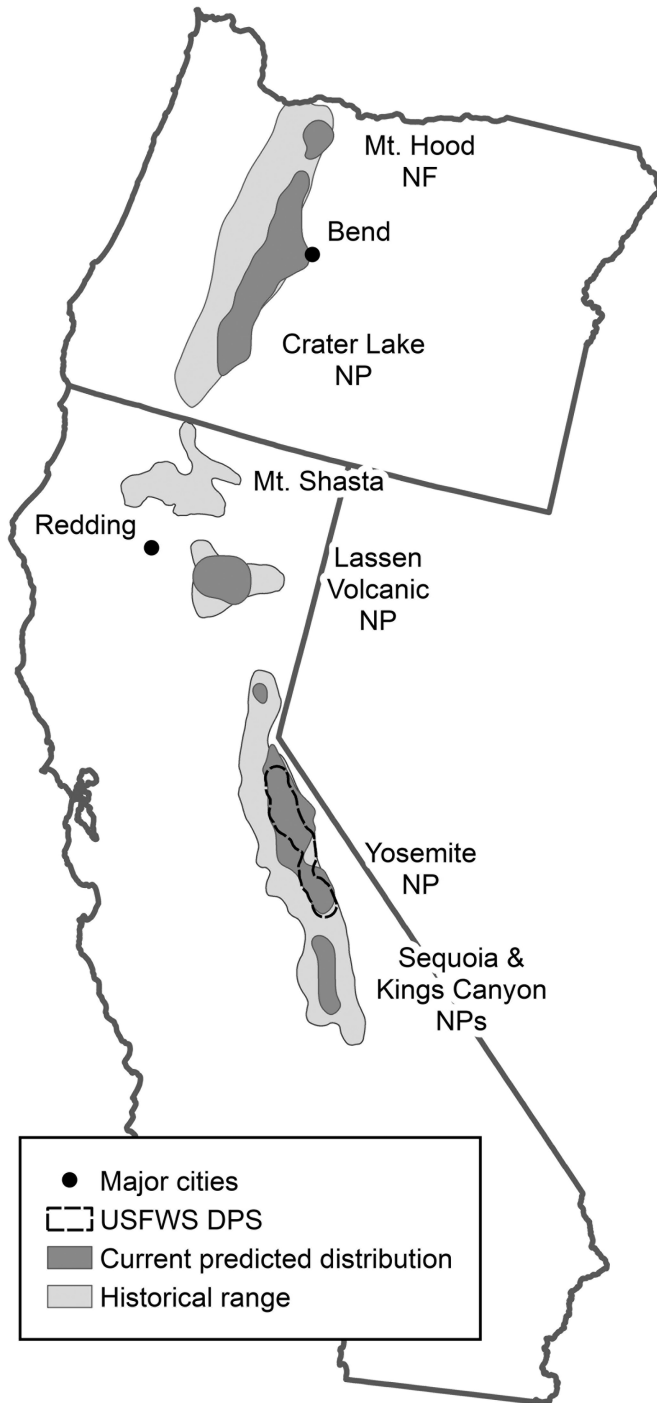 Mt. Hood
NF
Bend
Crater Lake
NP
Mt. Shasta
Redding
Lassen
Volcanic
NP
Yosemite
NP
Sequoia &
Kings Canyon
NPs
Major cities
USFWS DPS
Current predicted distribution
Historical range